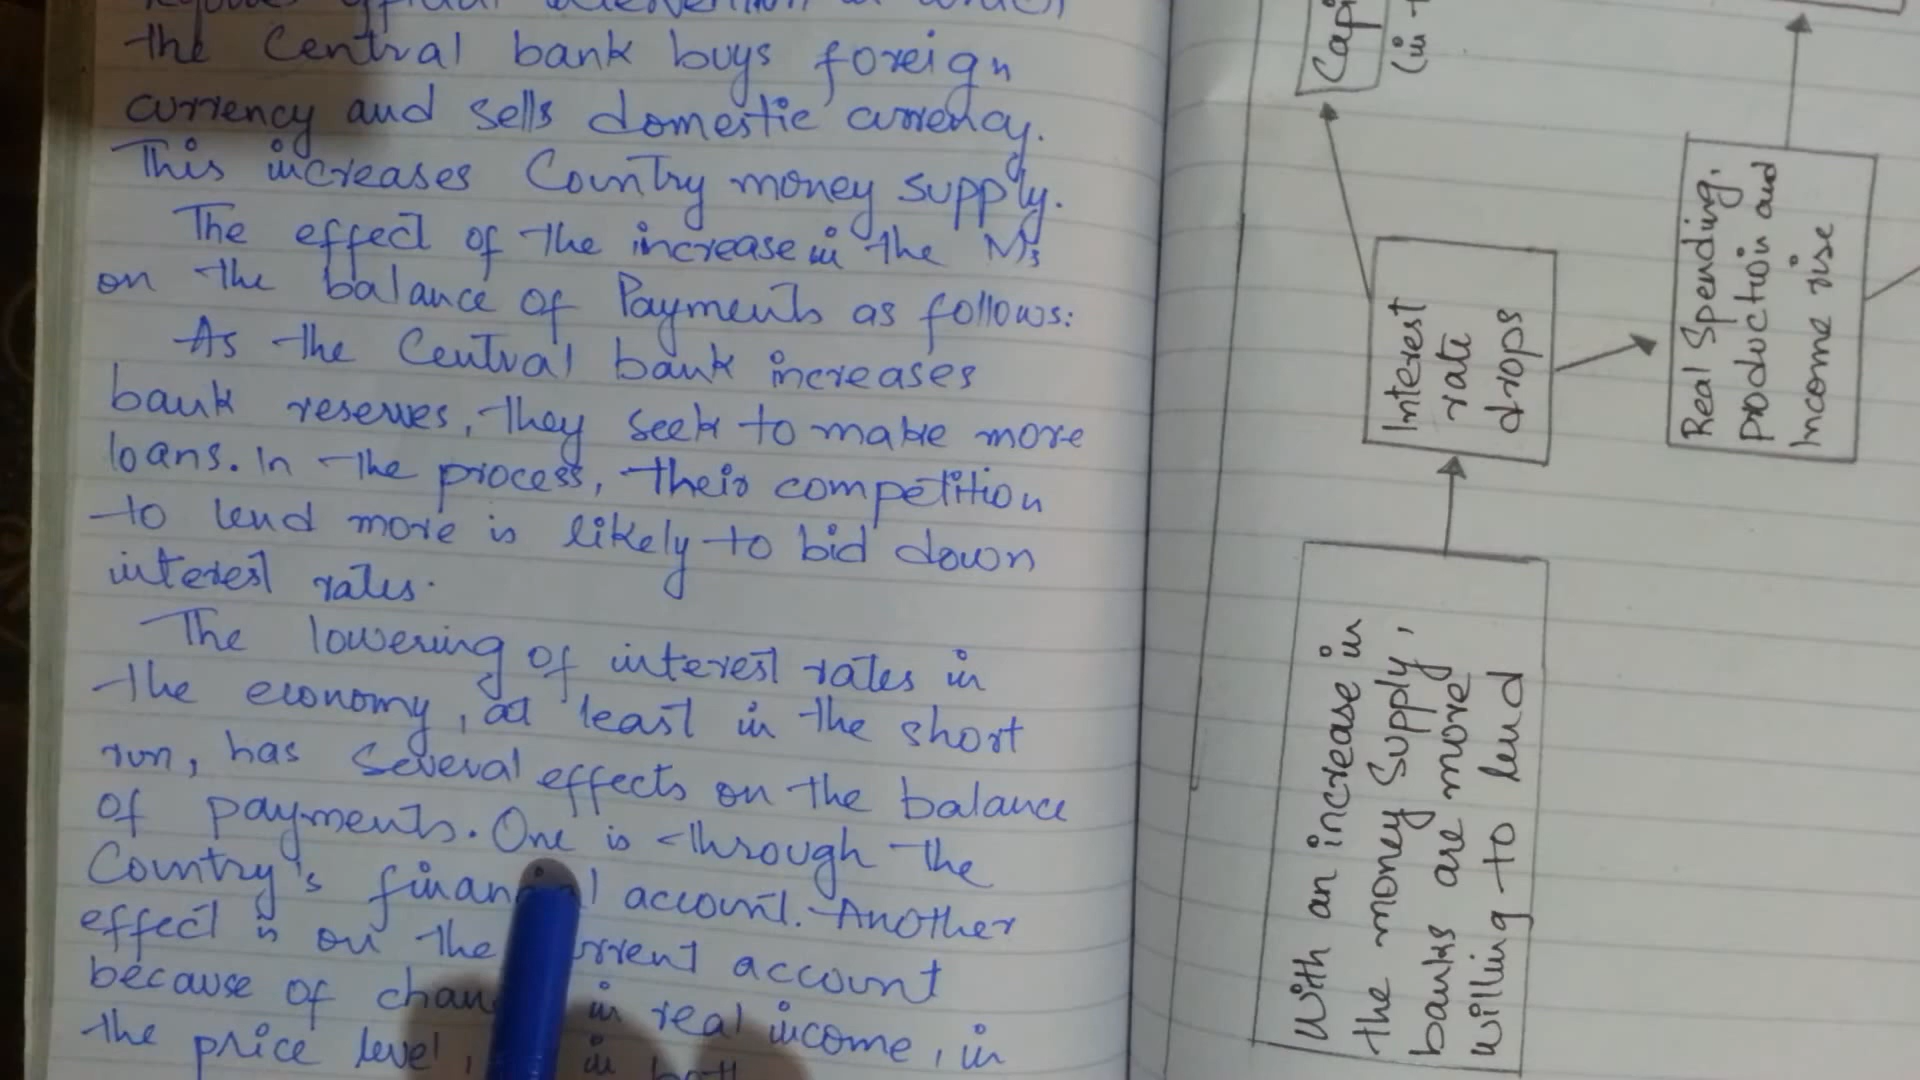 the Central bank buys foreign
currency and sells domestic currency.
This increases Country money supply.
The effect of the increase in the Ms
on the balance of Payments as follows:
As the Central bank increases
bank reserves, they seek to make more
loans. In the process, their competition
to lend more is likely to bid down
interest rates.
The lowering of interest rates in
the economy, at least in the short
run, has several effects on the balance
of payments. One is through the
Country's account. Another
effect is on the account
because of in real income, in
the price level, in
With an increase in
the money Supply,
banks are more
willing to lend
Interest
rate
drops
Real Spending,
production and
Income rise
(in